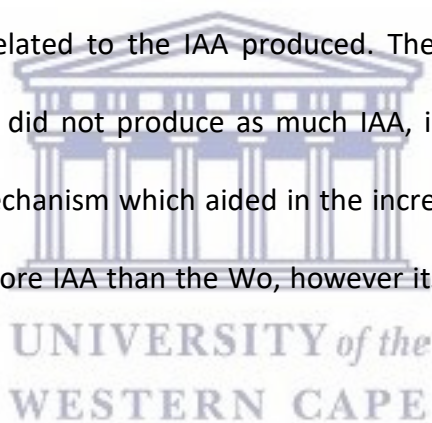 elated to the IAA produced. The
did not produce as much IAA, i
echanism which aided in the incre
ore IAA than the Wo, however it
UNIVERSITY of the
WESTERN CAPE